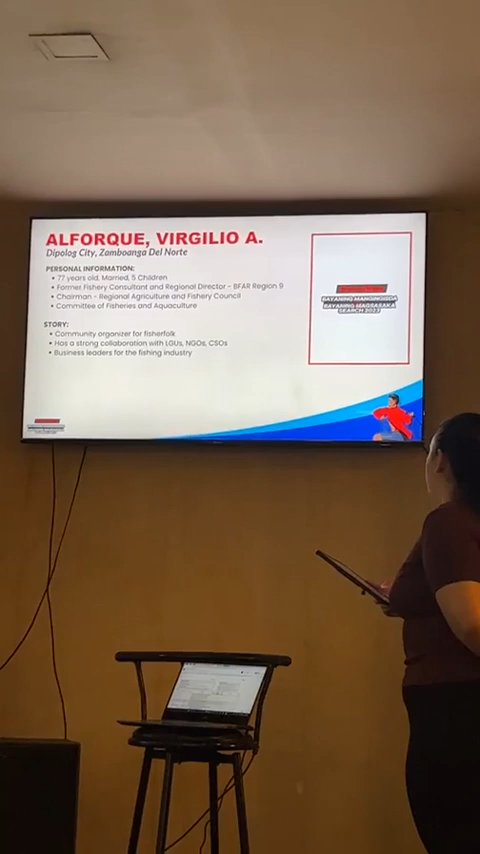 ALFORQUE, VIRGILIO A.
Dipolog City, Zamboanga Del Norte
PERSONAL INFORMATION:
• 77 years old, Married, 5 Children
• Former Fishery Consultant and Regional Director - BFAR Region 9
• Chairman - Regional Agriculture and Fishery Council
• Committee of Fisheries and Aquaculture
STORY:
• Community organizer for fisherfolk
• Has a strong collaboration with LGUs, NGOs, CSOs
• Business leaders for the fishing industry
BAYANING MANGINGISDA
BAYANING MAGSASAKA
SEARCH 2023